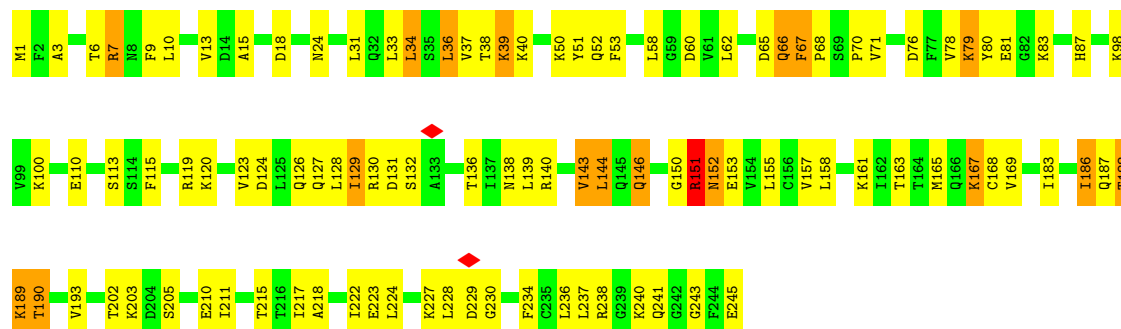 M1 F2 A3 T6 R7 N8 F9 L10 V13 D14 A15 D18 N24 L31 Q32 L33 L34 S35 L36 V37 T38 K39 K40 K50 Y51 Q52 F53 L58 G59 D60 V61 L62 D65 Q66 F67 P68 S69 P70 V71 D76 F77 V78 K79 Y80 E81 G82 K83 H87 K98
V99 K100 E110 S113 S114 F115 R119 K120 V123 D124 L125 Q126 Q127 L128 I129 R130 D131 S132 A133 T136 I137 N138 L139 R140 V143 L144 Q145 Q146 G150 R151 N152 E153 V154 L155 C156 V157 L158 K161 I162 T163 T164 M165 Q166 K167 C168 V169 I183 I186 Q187
K189 T190 V193 T202 K203 D204 S205 E210 I211 T215 T216 I217 A218 I222 E223 L224 K227 L228 D229 G230 F234 C235 L236 L237 R238 G239 K240 Q241 G242 G243 F244 E245